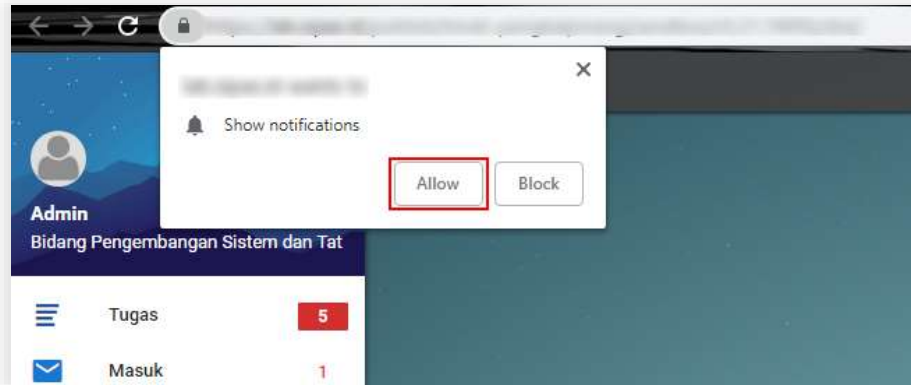 Show notifications
Allow
Block
Admin
Bidang Pengembangan Sistem dan Tat
Tugas
5
Masuk
1